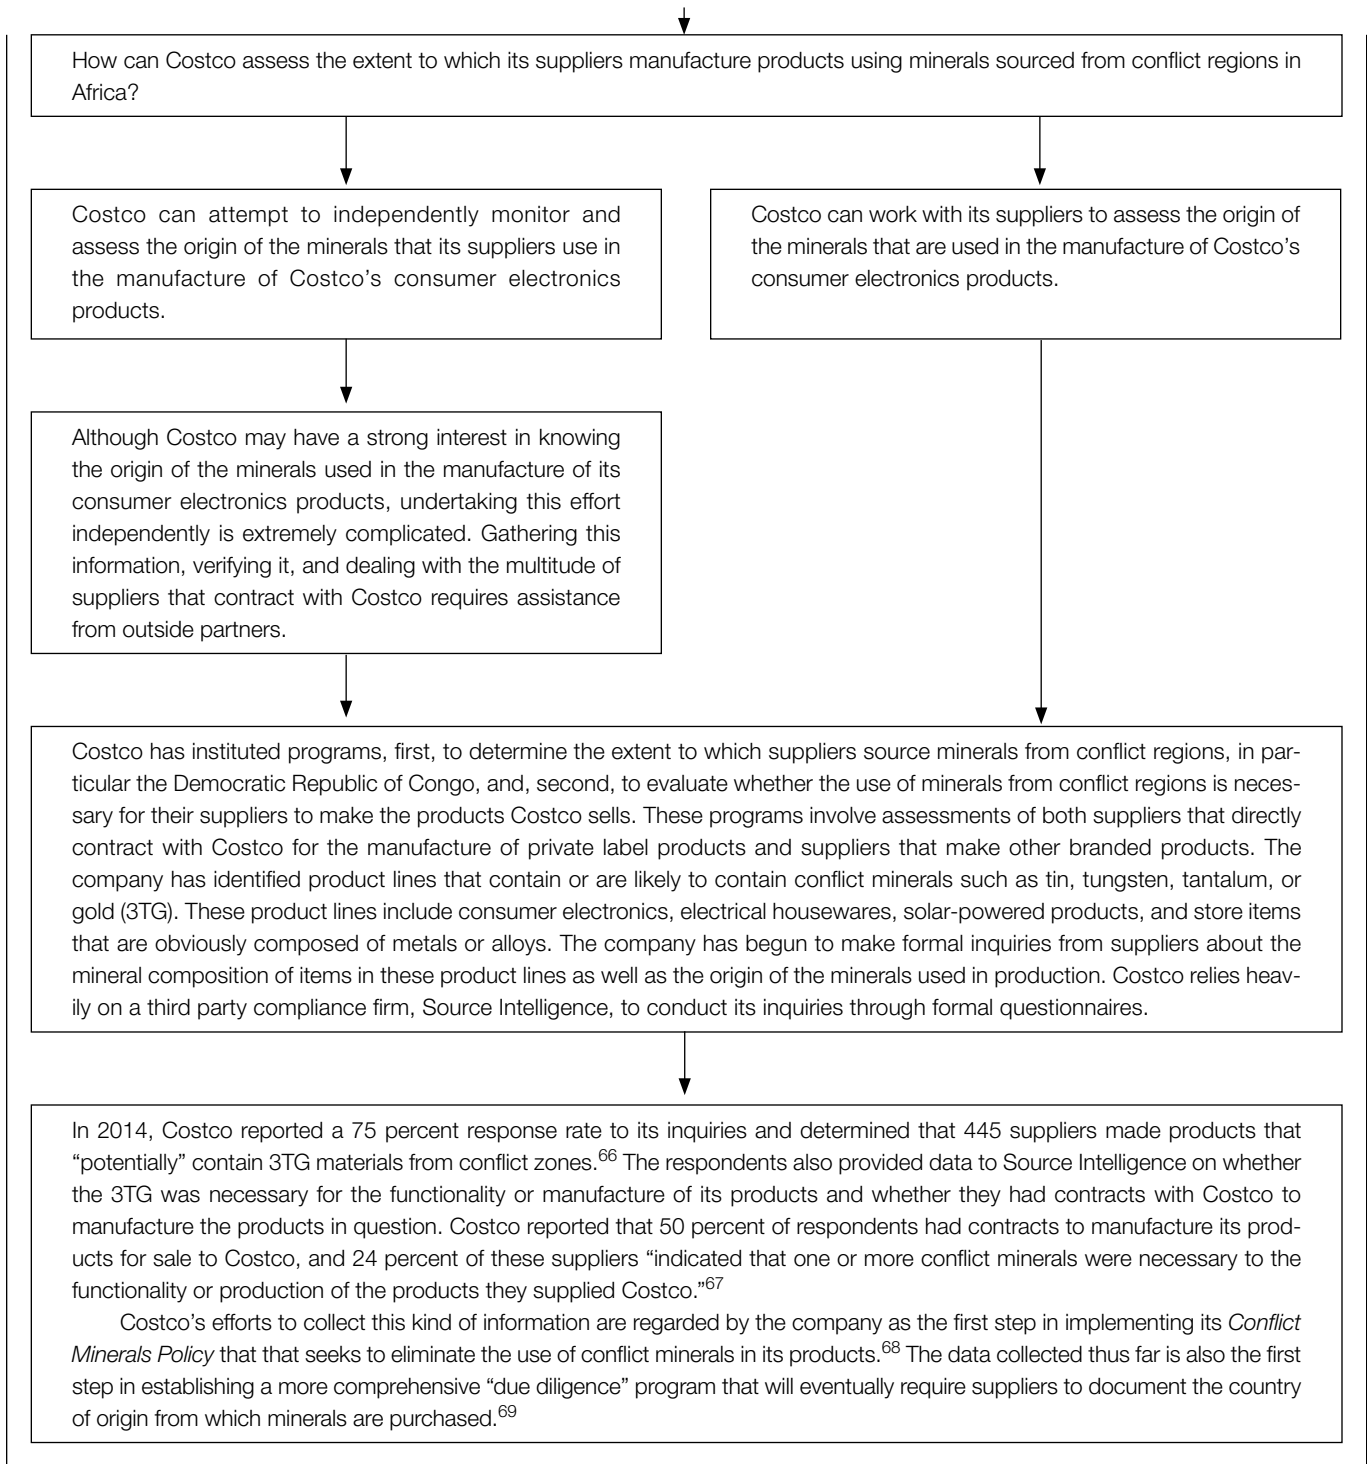 How can Costco assess the extent to which its suppliers manufacture products using minerals sourced from conflict regions in
Africa?
Costco can attempt to independently monitor and
assess the origin of the minerals that its suppliers use in
the manufacture of Costco’s consumer electronics
products.
Costco can work with its suppliers to assess the origin of
the minerals that are used in the manufacture of Costco’s
consumer electronics products.
Although Costco may have a strong interest in knowing
the origin of the minerals used in the manufacture of its
consumer electronics products, undertaking this effort
independently is extremely complicated. Gathering this
information, verifying it, and dealing with the multitude of
suppliers that contract with Costco requires assistance
from outside partners.
Costco has instituted programs, first, to determine the extent to which suppliers source minerals from conflict regions, in par-
ticular the Democratic Republic of Congo, and, second, to evaluate whether the use of minerals from conflict regions is neces-
sary for their suppliers to make the products Costco sells. These programs involve assessments of both suppliers that directly
contract with Costco for the manufacture of private label products and suppliers that make other branded products. The
company has identified product lines that contain or are likely to contain conflict minerals such as tin, tungsten, tantalum, or
gold (3TG). These product lines include consumer electronics, electrical housewares, solar-powered products, and store items
that are obviously composed of metals or alloys. The company has begun to make formal inquiries from suppliers about the
mineral composition of items in these product lines as well as the origin of the minerals used in production. Costco relies heav-
ily on a third party compliance firm, Source Intelligence, to conduct its inquiries through formal questionnaires.
In 2014, Costco reported a 75 percent response rate to its inquiries and determined that 445 suppliers made products that
“potentially” contain 3TG materials from conflict zones.66 The respondents also provided data to Source Intelligence on whether
the 3TG was necessary for the functionality or manufacture of its products and whether they had contracts with Costco to
manufacture the products in question. Costco reported that 50 percent of respondents had contracts to manufacture its prod-
ucts for sale to Costco, and 24 percent of these suppliers “indicated that one or more conflict minerals were necessary to the
functionality or production of the products they supplied Costco.”67
Costco’s efforts to collect this kind of information are regarded by the company as the first step in implementing its Conflict
Minerals Policy that that seeks to eliminate the use of conflict minerals in its products.68 The data collected thus far is also the first
step in establishing a more comprehensive “due diligence” program that will eventually require suppliers to document the country
of origin from which minerals are purchased.69